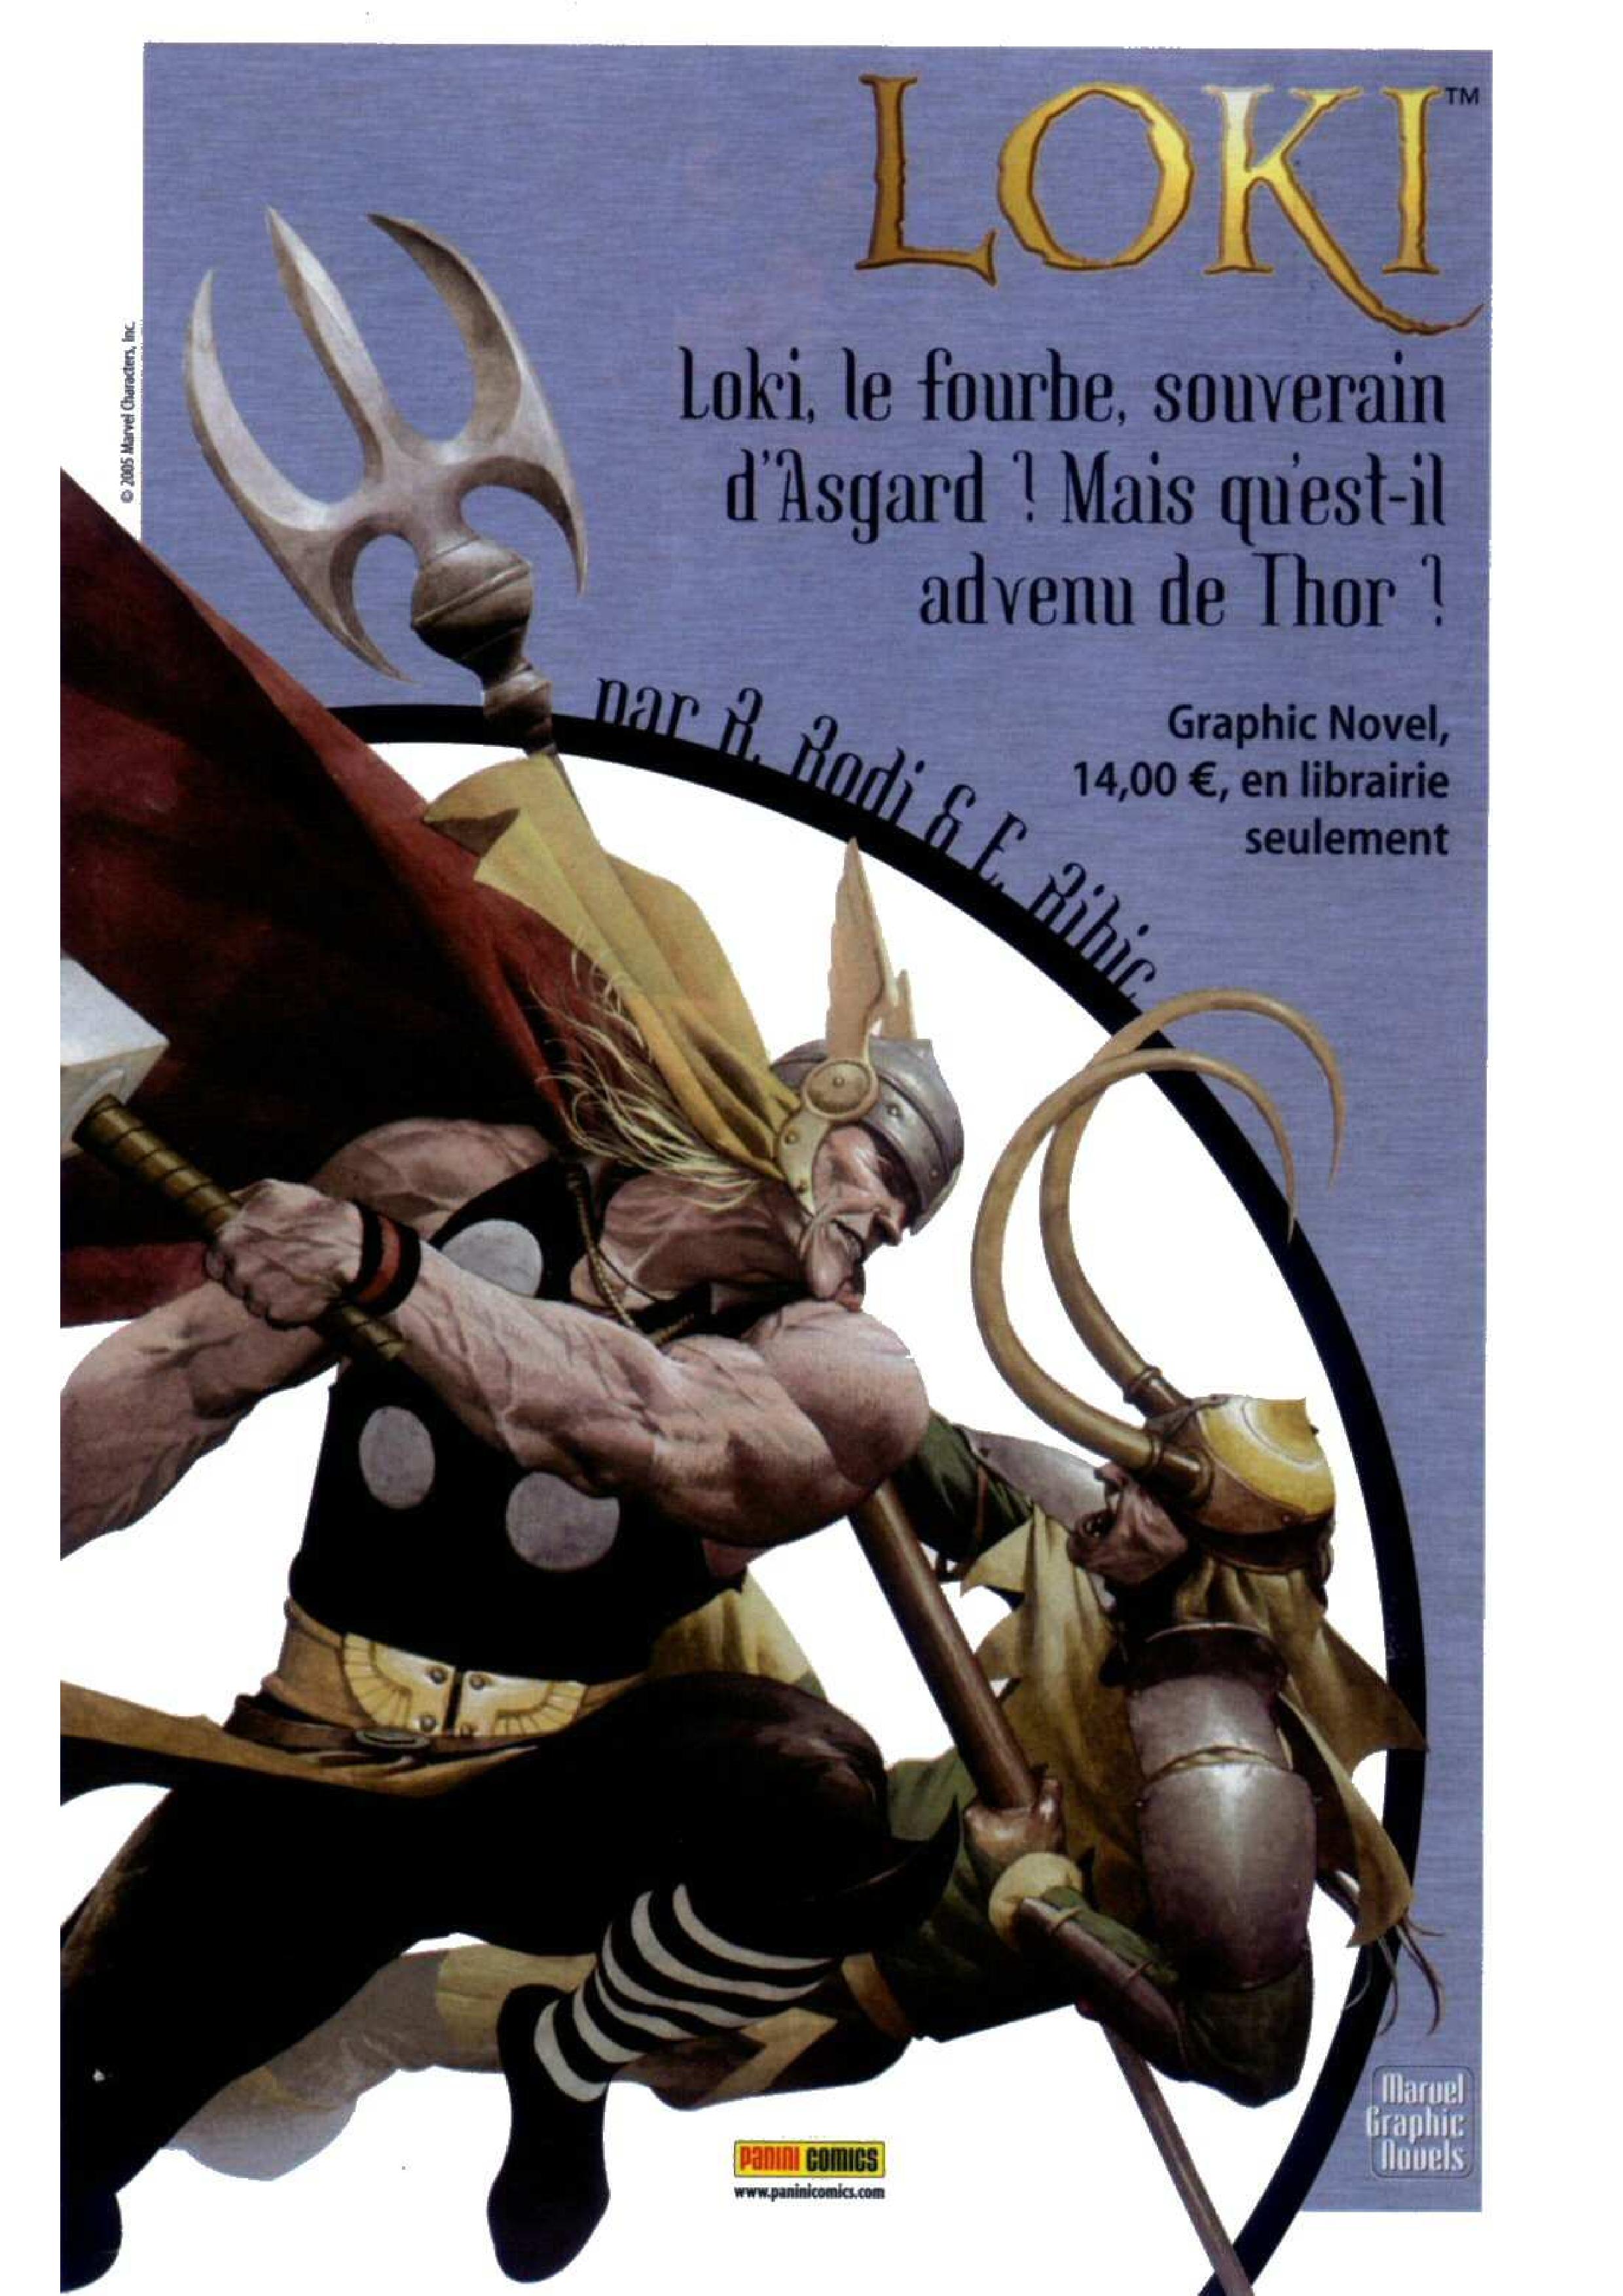 LOKI™
© 2005 Marvel Characters, Inc.
Loki, le fourbe, souverain
d'Asgard ? Mais qu'est-il
advenu de Thor ?
par R. Rodi & E. Ribic
Graphic Novel,
14,00 €, en librairie
seulement
Marvel
Graphic
Novels
PANINI COMICS
www.paninicomics.com